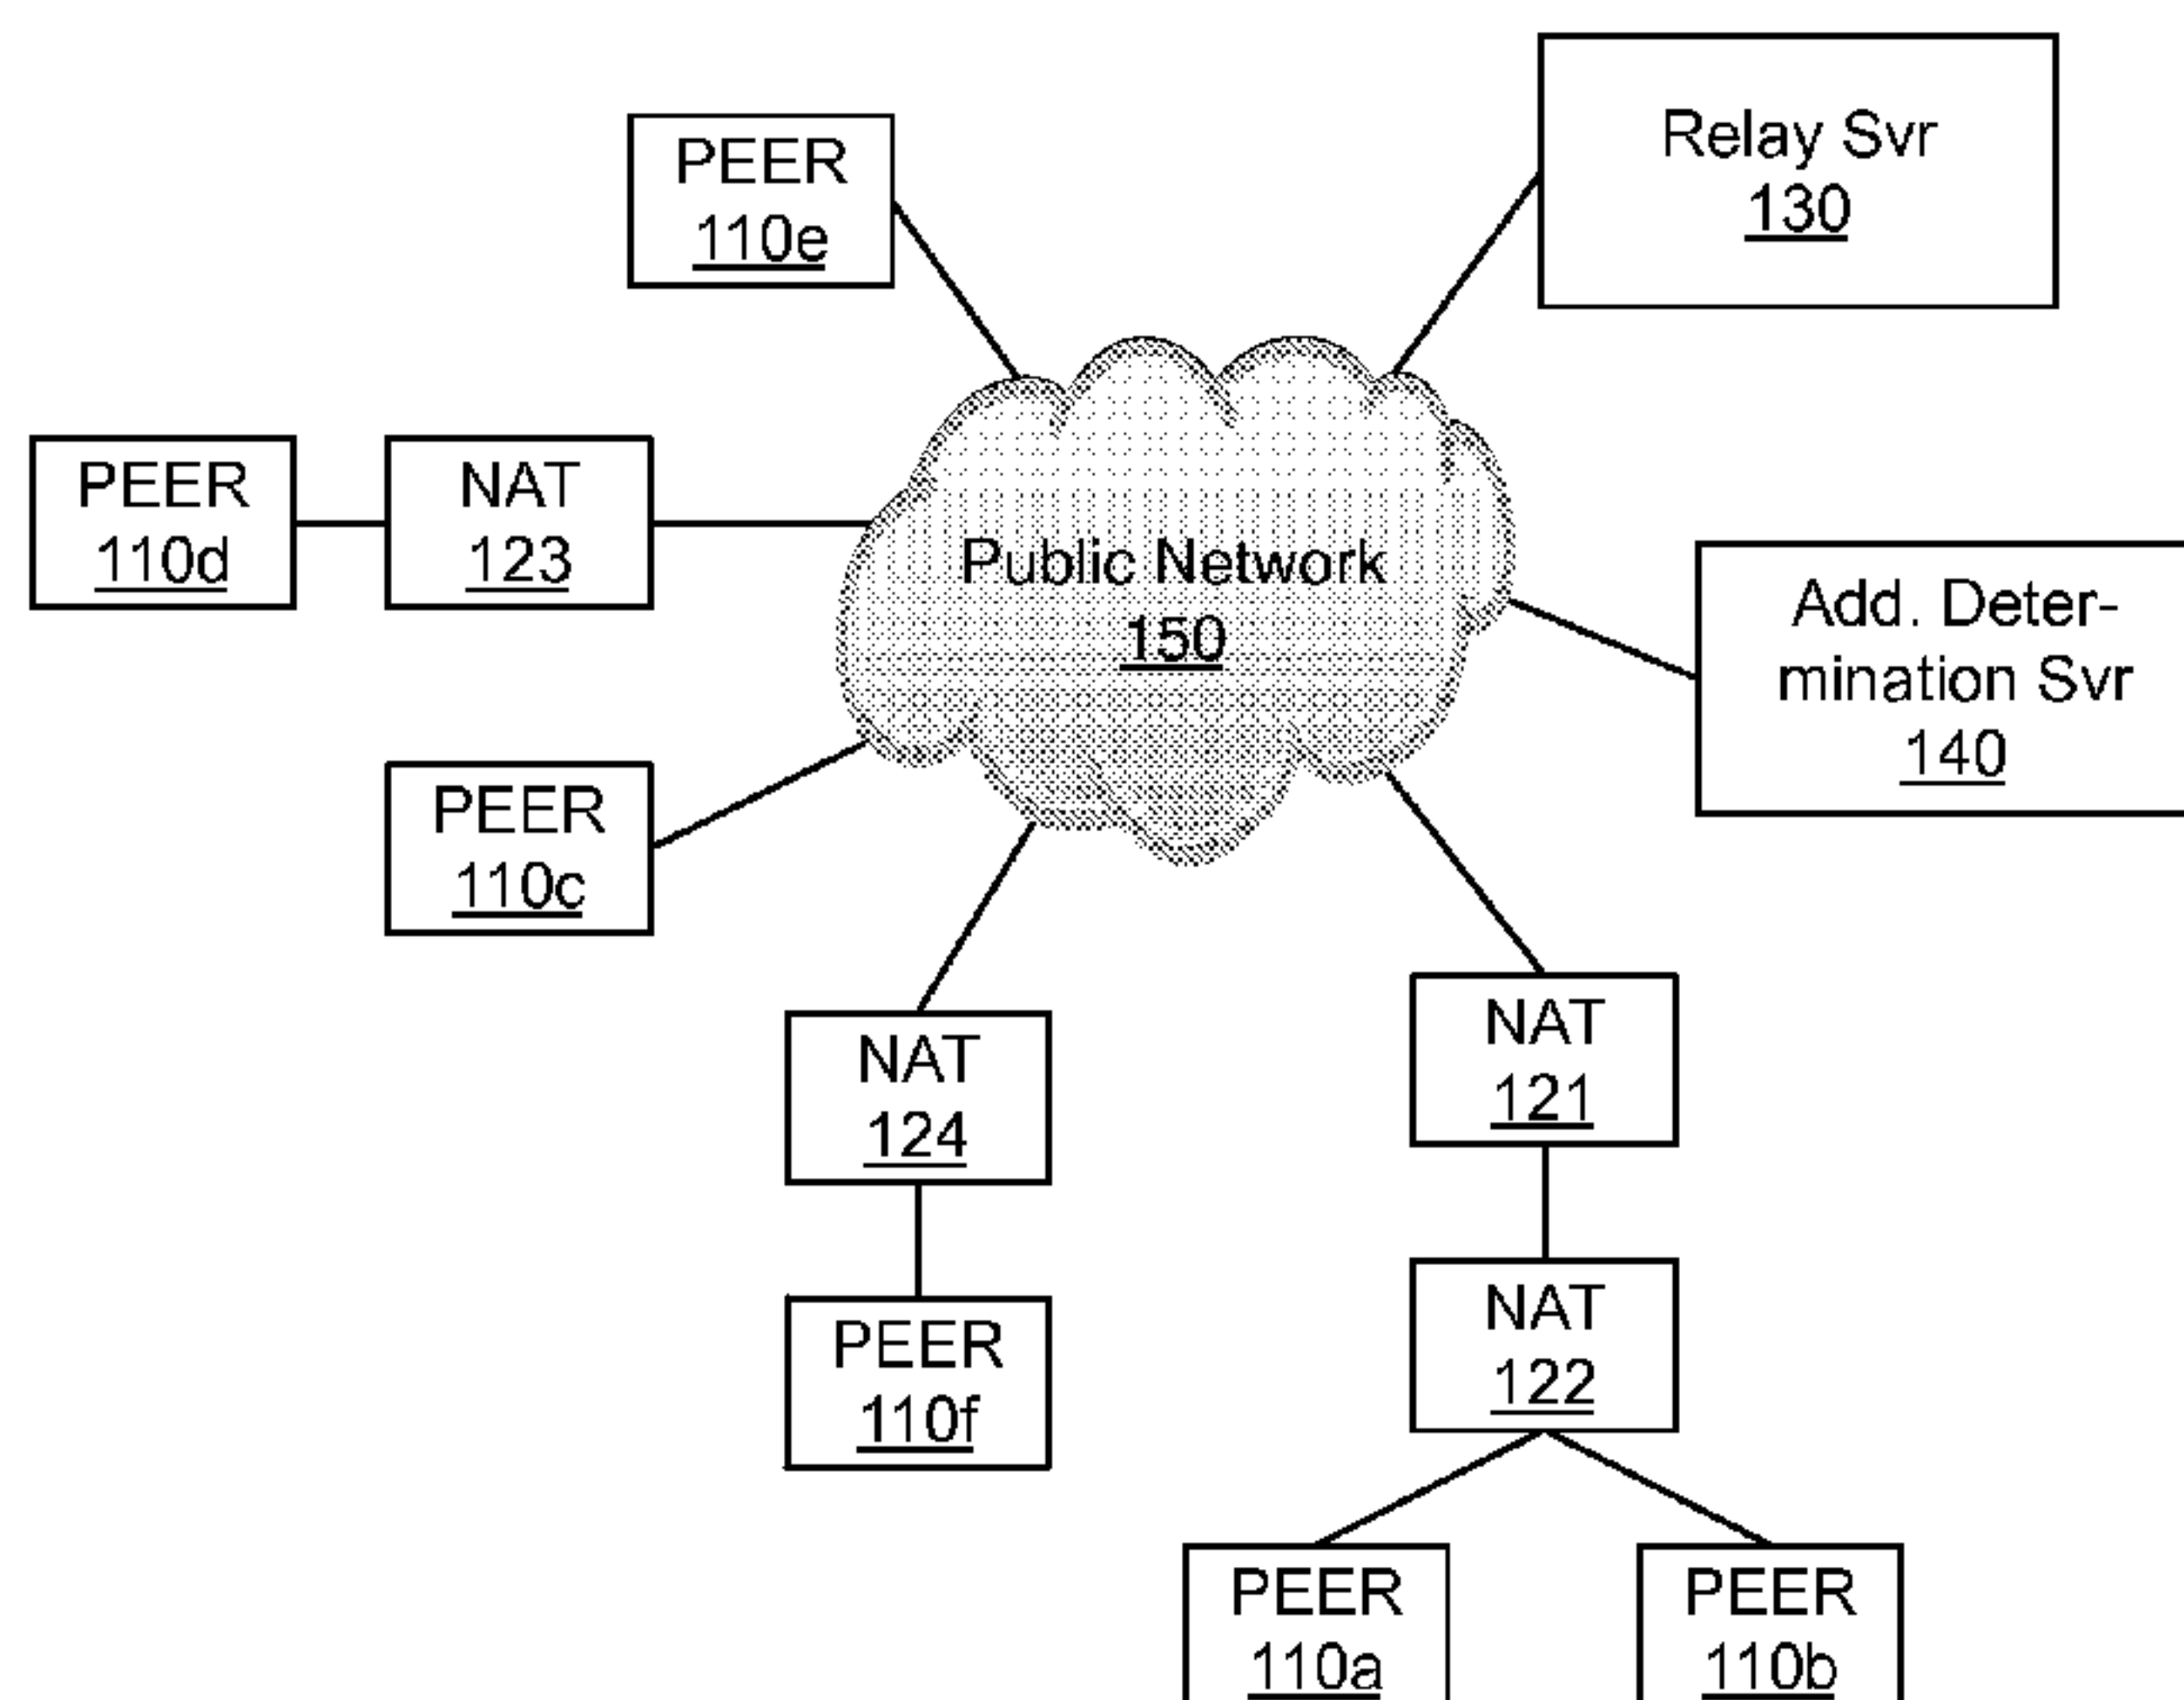 Relay Svr
130
PEER
110e
PEER
110d
NAT
123
Public Network
150
Add. Deter-
mination Svr
140
PEER
110c
NAT
124
NAT
121
PEER
110f
NAT
122
PEER
110a
PEER
110b